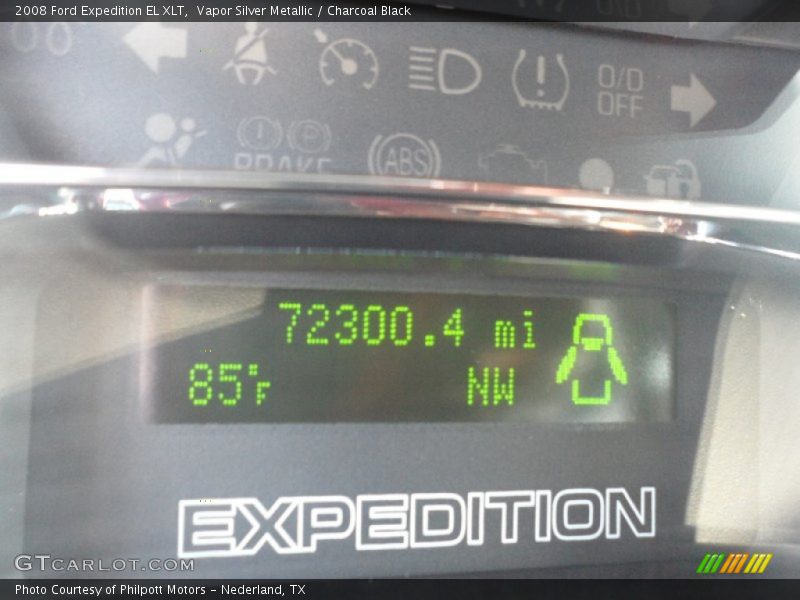 2008 Ford Expedition EL XLT, Vapor Silver Metallic / Charcoal Black
O/D
OFF
BRAKE
ABS
72300.4 mi
85°F NW
EXPEDITION
GTCARLOT.COM
Photo Courtesy of Philpott Motors - Nederland, TX